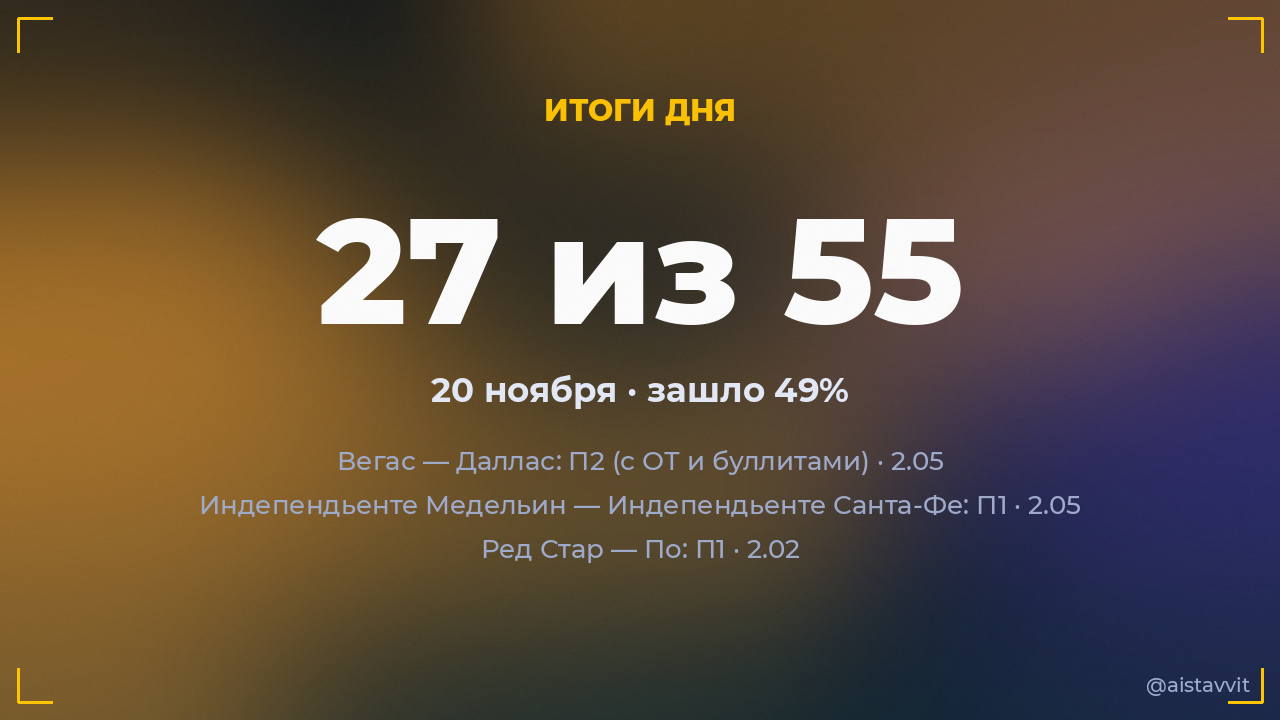 ИТОГИ ДНЯ
27 из 55
20 ноября · зашло 49%
Вегас — Даллас: П2 (с ОТ и буллитами) · 2.05
Индепендьенте Медельин — Индепендьенте Санта-Фе: П1 · 2.05
Ред Стар — По: П1 · 2.02
@aistavvit